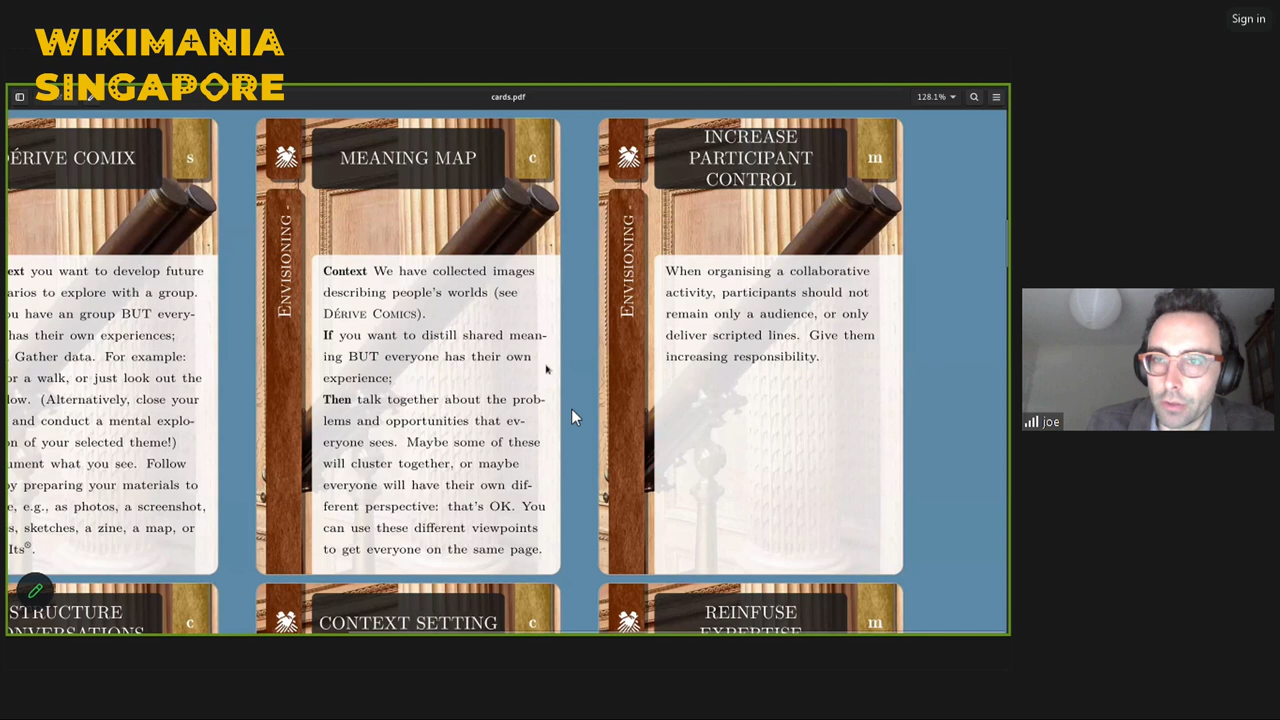 Sign in
WIKIMANIA
SINGAPORE
cards.pdf
128.1%
DÉRIVE COMIX
s
ext you want to develop future
arios to explore with a group.
ou have an group BUT every-
has their own experiences;
Gather data. For example:
or a walk, or just look out the
low. (Alternatively, close your
and conduct a mental explo-
on of your selected theme!)
ument what you see. Follow
by preparing your materials to
e, e.g., as photos, a screenshot,
s, sketches, a zine, a map, or
Its®.
MEANING MAP
c
ENVISIONING -
Context We have collected images
describing people's worlds (see
DÉRIVE COMICS).
If you want to distill shared mean-
ing BUT everyone has their own
experience;
Then talk together about the prob-
lems and opportunities that ev-
eryone sees. Maybe some of these
will cluster together, or maybe
everyone will have their own dif-
ferent perspective: that's OK. You
can use these different viewpoints
to get everyone on the same page.
INCREASE
PARTICIPANT
CONTROL
m
ENVISIONING -
When organising a collaborative
activity, participants should not
remain only a audience, or only
deliver scripted lines. Give them
increasing responsibility.
STRUCTURE
ONVERSATIONS
c
CONTEXT SETTING
c
REINFUSE
EXPERTISE
m
joe